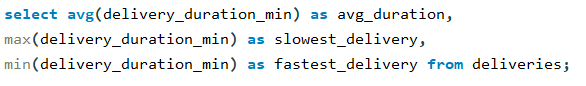 select avg(delivery_duration_min) as avg_duration,
max(delivery_duration_min) as slowest_delivery,
min(delivery_duration_min) as fastest_delivery from deliveries;